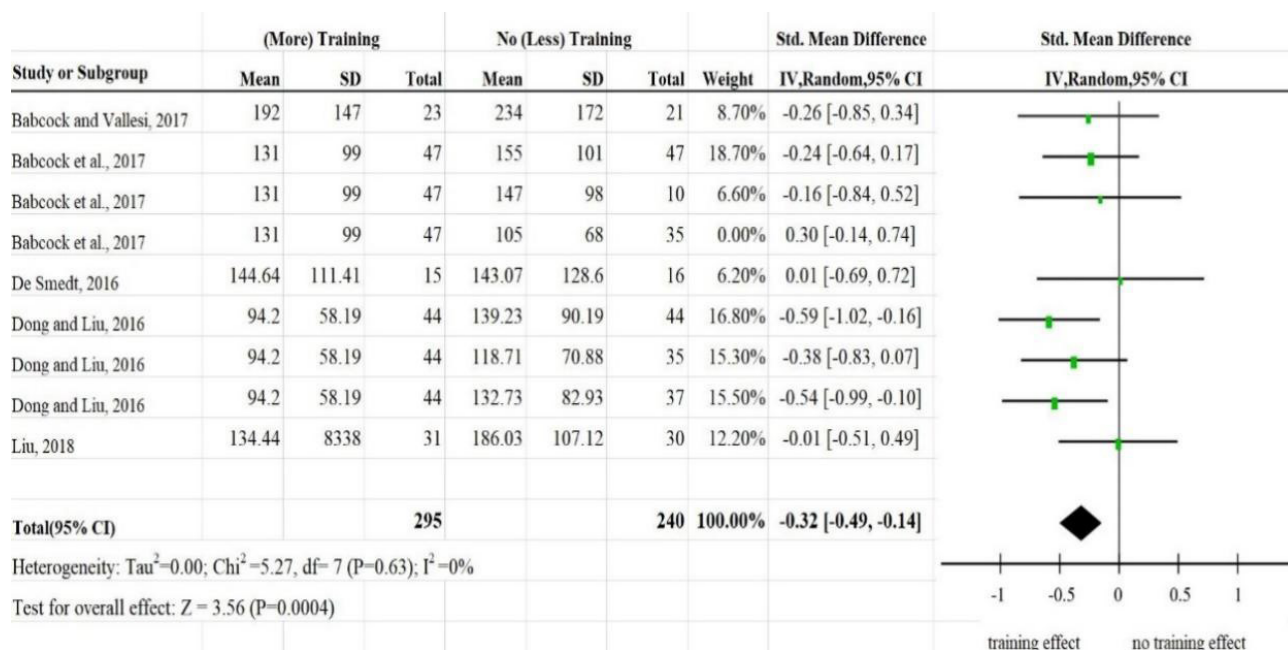 (More) Training No (Less) Training Std. Mean Difference Std. Mean Difference
Study or Subgroup Mean SD Total Mean SD Total Weight IV,Random,95% CI IV,Random,95% CI
Babcock and Vallesi, 2017 192 147 23 234 172 21 8.70% -0.26 [-0.85, 0.34]
Babcock et al., 2017 131 99 47 155 101 47 18.70% -0.24 [-0.64, 0.17]
Babcock et al., 2017 131 99 47 147 98 10 6.60% -0.16 [-0.84, 0.52]
Babcock et al., 2017 131 99 47 105 68 35 0.00% 0.30 [-0.14, 0.74]
De Smedt, 2016 144.64 111.41 15 143.07 128.6 16 6.20% 0.01 [-0.69, 0.72]
Dong and Liu, 2016 94.2 58.19 44 139.23 90.19 44 16.80% -0.59 [-1.02, -0.16]
Dong and Liu, 2016 94.2 58.19 44 118.71 70.88 35 15.30% -0.38 [-0.83, 0.07]
Dong and Liu, 2016 94.2 58.19 44 132.73 82.93 37 15.50% -0.54 [-0.99, -0.10]
Liu, 2018 134.44 8338 31 186.03 107.12 30 12.20% -0.01 [-0.51, 0.49]
Total(95% CI) 295 240 100.00% -0.32 [-0.49, -0.14]
Heterogeneity: Tau²=0.00; Chi²=5.27, df= 7 (P=0.63); I²=0%
Test for overall effect: Z = 3.56 (P=0.0004)
-1 -0.5 0 0.5 1
training effect no training effect